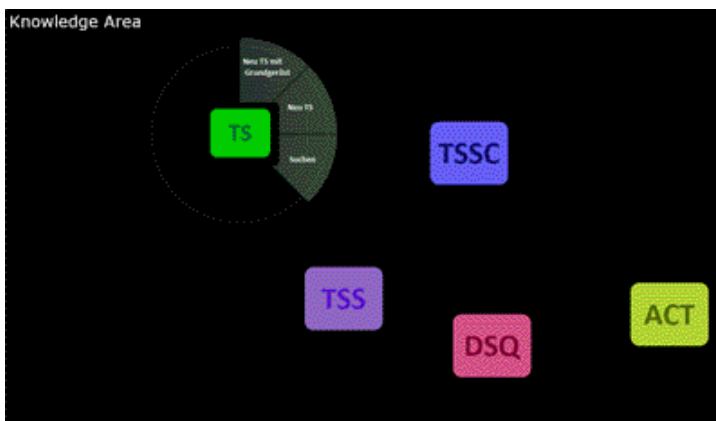 Knowledge Area
Neu TS mit
Grundgerüst
Neu TS
TS
Suchen
TSSC
TSS
DSQ
ACT